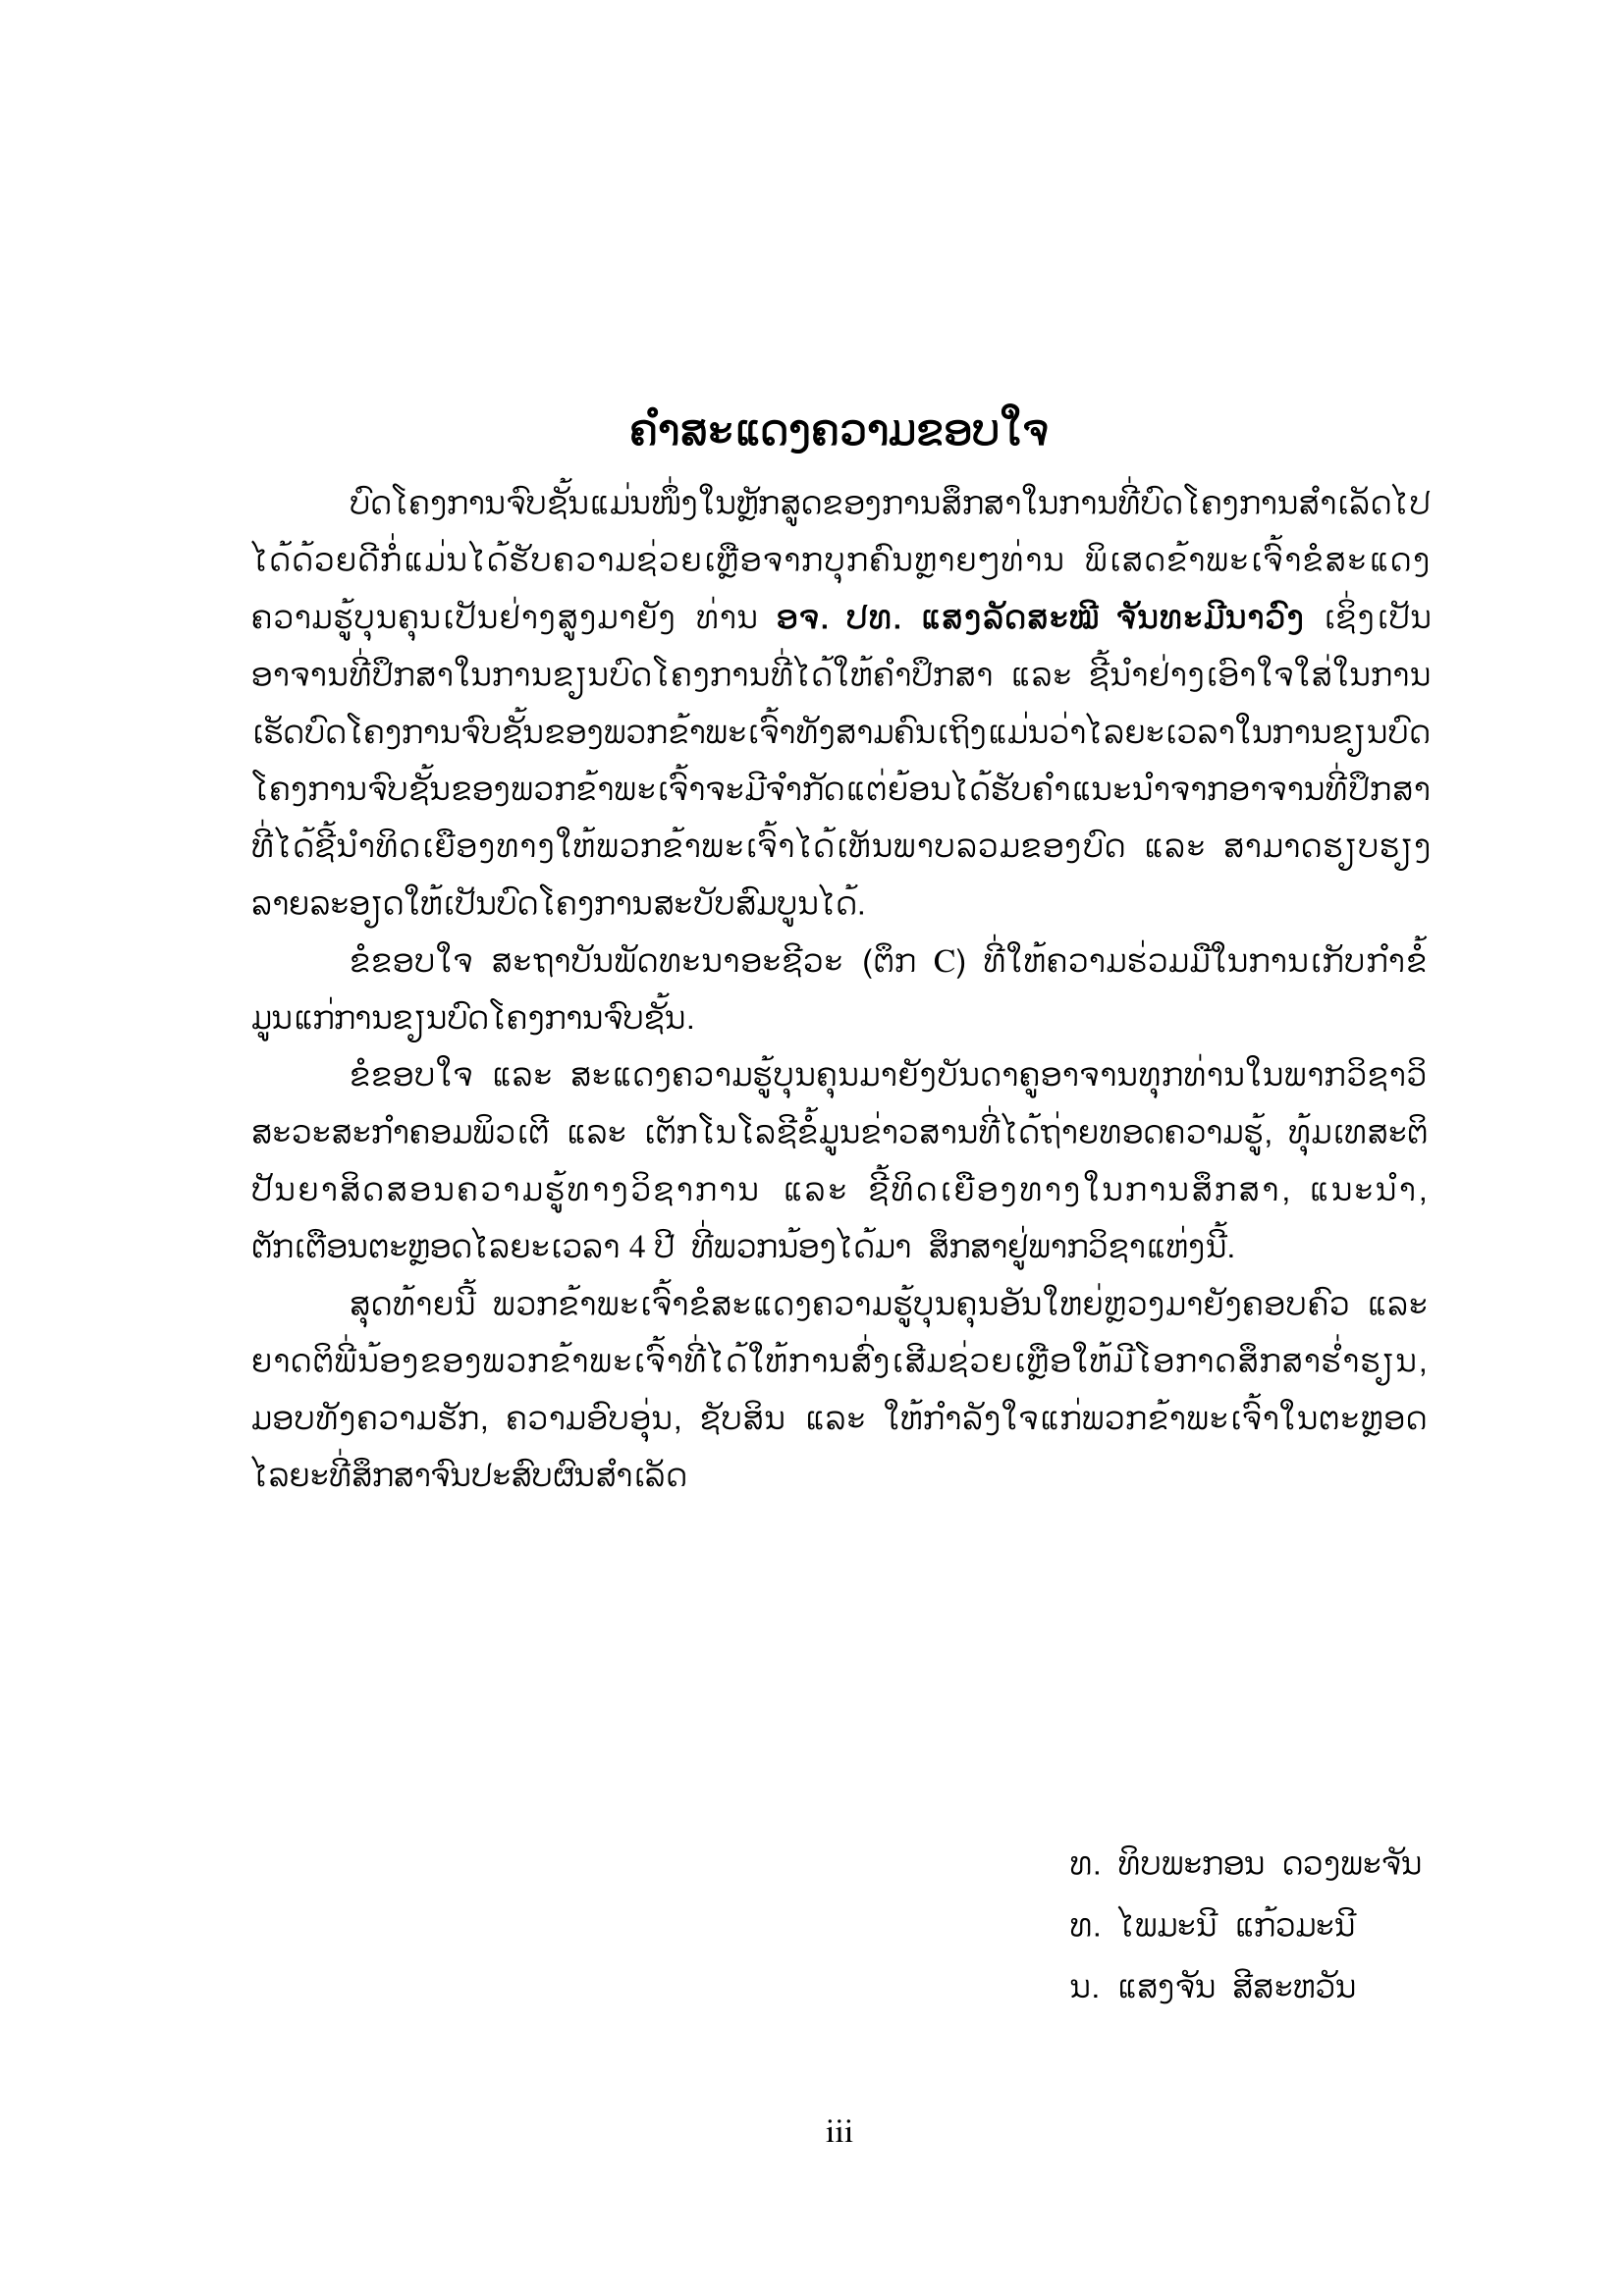 ຄຳສະແດງຄວາມຂອບໃຈ
ບົດໂຄງການຈົບຊັ້ນແມ່ນໜຶ່ງໃນຫຼັກສູດຂອງການສຶກສາໃນການທີ່ບົດໂຄງການສຳເລັດໄປ
ໄດ້ດ້ວຍດີກໍ່ແມ່ນໄດ້ຮັບຄວາມຊ່ວຍເຫຼືອຈາກບຸກຄົນຫຼາຍໆທ່ານ ພິເສດຂ້າພະເຈົ້າຂໍສະແດງ
ຄວາມຮູ້ບຸນຄຸນເປັນຢ່າງສູງມາຍັງ ທ່ານ ອຈ. ປທ. ແສງລັດສະໝີ ຈັນທະມີນາວົງ ເຊິ່ງເປັນ
ອາຈານທີ່ປຶກສາໃນການຂຽນບົດໂຄງການທີ່ໄດ້ໃຫ້ຄຳປຶກສາ ແລະ ຊີ້ນຳຢ່າງເອົາໃຈໃສ່ໃນການ
ເຮັດບົດໂຄງການຈົບຊັ້ນຂອງພວກຂ້າພະເຈົ້າທັງສາມຄົນເຖິງແມ່ນວ່າໄລຍະເວລາໃນການຂຽນບົດ
ໂຄງການຈົບຊັ້ນຂອງພວກຂ້າພະເຈົ້າຈະມີຈຳກັດແຕ່ຍ້ອນໄດ້ຮັບຄຳແນະນຳຈາກອາຈານທີ່ປຶກສາ
ທີ່ໄດ້ຊີ້ນຳທິດເຍືອງທາງໃຫ້ພວກຂ້າພະເຈົ້າໄດ້ເຫັນພາບລວມຂອງບົດ ແລະ ສາມາດຮຽບຮຽງ
ລາຍລະອຽດໃຫ້ເປັນບົດໂຄງການສະບັບສົມບູນໄດ້.
ຂໍຂອບໃຈ ສະຖາບັນພັດທະນາອະຊີວະ (ຕຶກ C) ທີ່ໃຫ້ຄວາມຮ່ວມມືໃນການເກັບກຳຂໍ້
ມູນແກ່ການຂຽນບົດໂຄງການຈົບຊັ້ນ.
ຂໍຂອບໃຈ ແລະ ສະແດງຄວາມຮູ້ບຸນຄຸນມາຍັງບັນດາຄູອາຈານທຸກທ່ານໃນພາກວິຊາວິ
ສະວະສະກຳຄອມພິວເຕີ ແລະ ເຕັກໂນໂລຊີຂໍ້ມູນຂ່າວສານທີ່ໄດ້ຖ່າຍທອດຄວາມຮູ້, ທຸ້ມເທສະຕິ
ປັນຍາສິດສອນຄວາມຮູ້ທາງວິຊາການ ແລະ ຊີ້ທິດເຍືອງທາງໃນການສຶກສາ, ແນະນຳ,
ຕັກເຕືອນຕະຫຼອດໄລຍະເວລາ 4 ປີ ທີ່ພວກນ້ອງໄດ້ມາ ສຶກສາຢູ່ພາກວິຊາແຫ່ງນີ້.
ສຸດທ້າຍນີ້ ພວກຂ້າພະເຈົ້າຂໍສະແດງຄວາມຮູ້ບຸນຄຸນອັນໃຫຍ່ຫຼວງມາຍັງຄອບຄົວ ແລະ
ຍາດຕິພີ່ນ້ອງຂອງພວກຂ້າພະເຈົ້າທີ່ໄດ້ໃຫ້ການສົ່ງເສີມຊ່ວຍເຫຼືອໃຫ້ມີໂອກາດສຶກສາຮ່ຳຮຽນ,
ມອບທັງຄວາມຮັກ, ຄວາມອົບອຸ່ນ, ຊັບສິນ ແລະ ໃຫ້ກຳລັງໃຈແກ່ພວກຂ້າພະເຈົ້າໃນຕະຫຼອດ
ໄລຍະທີ່ສຶກສາຈົນປະສົບຜົນສຳເລັດ
ທ. ທິບພະກອນ ດວງພະຈັນ
ທ. ໄພມະນີ ແກ້ວມະນີ
ນ. ແສງຈັນ ສີສະຫວັນ
iii